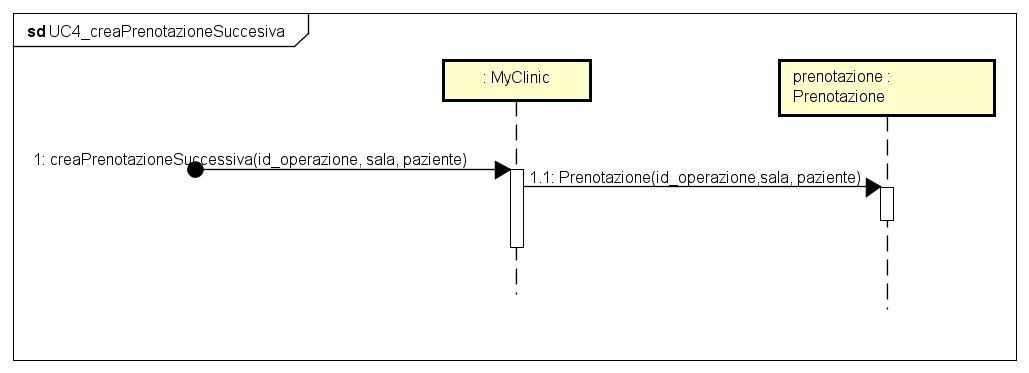 sd UC4_creaPrenotazioneSuccesiva
: MyClinic
prenotazione :
Prenotazione
1: creaPrenotazioneSuccessiva(id_operazione, sala, paziente)
1.1: Prenotazione(id_operazione,sala, paziente)